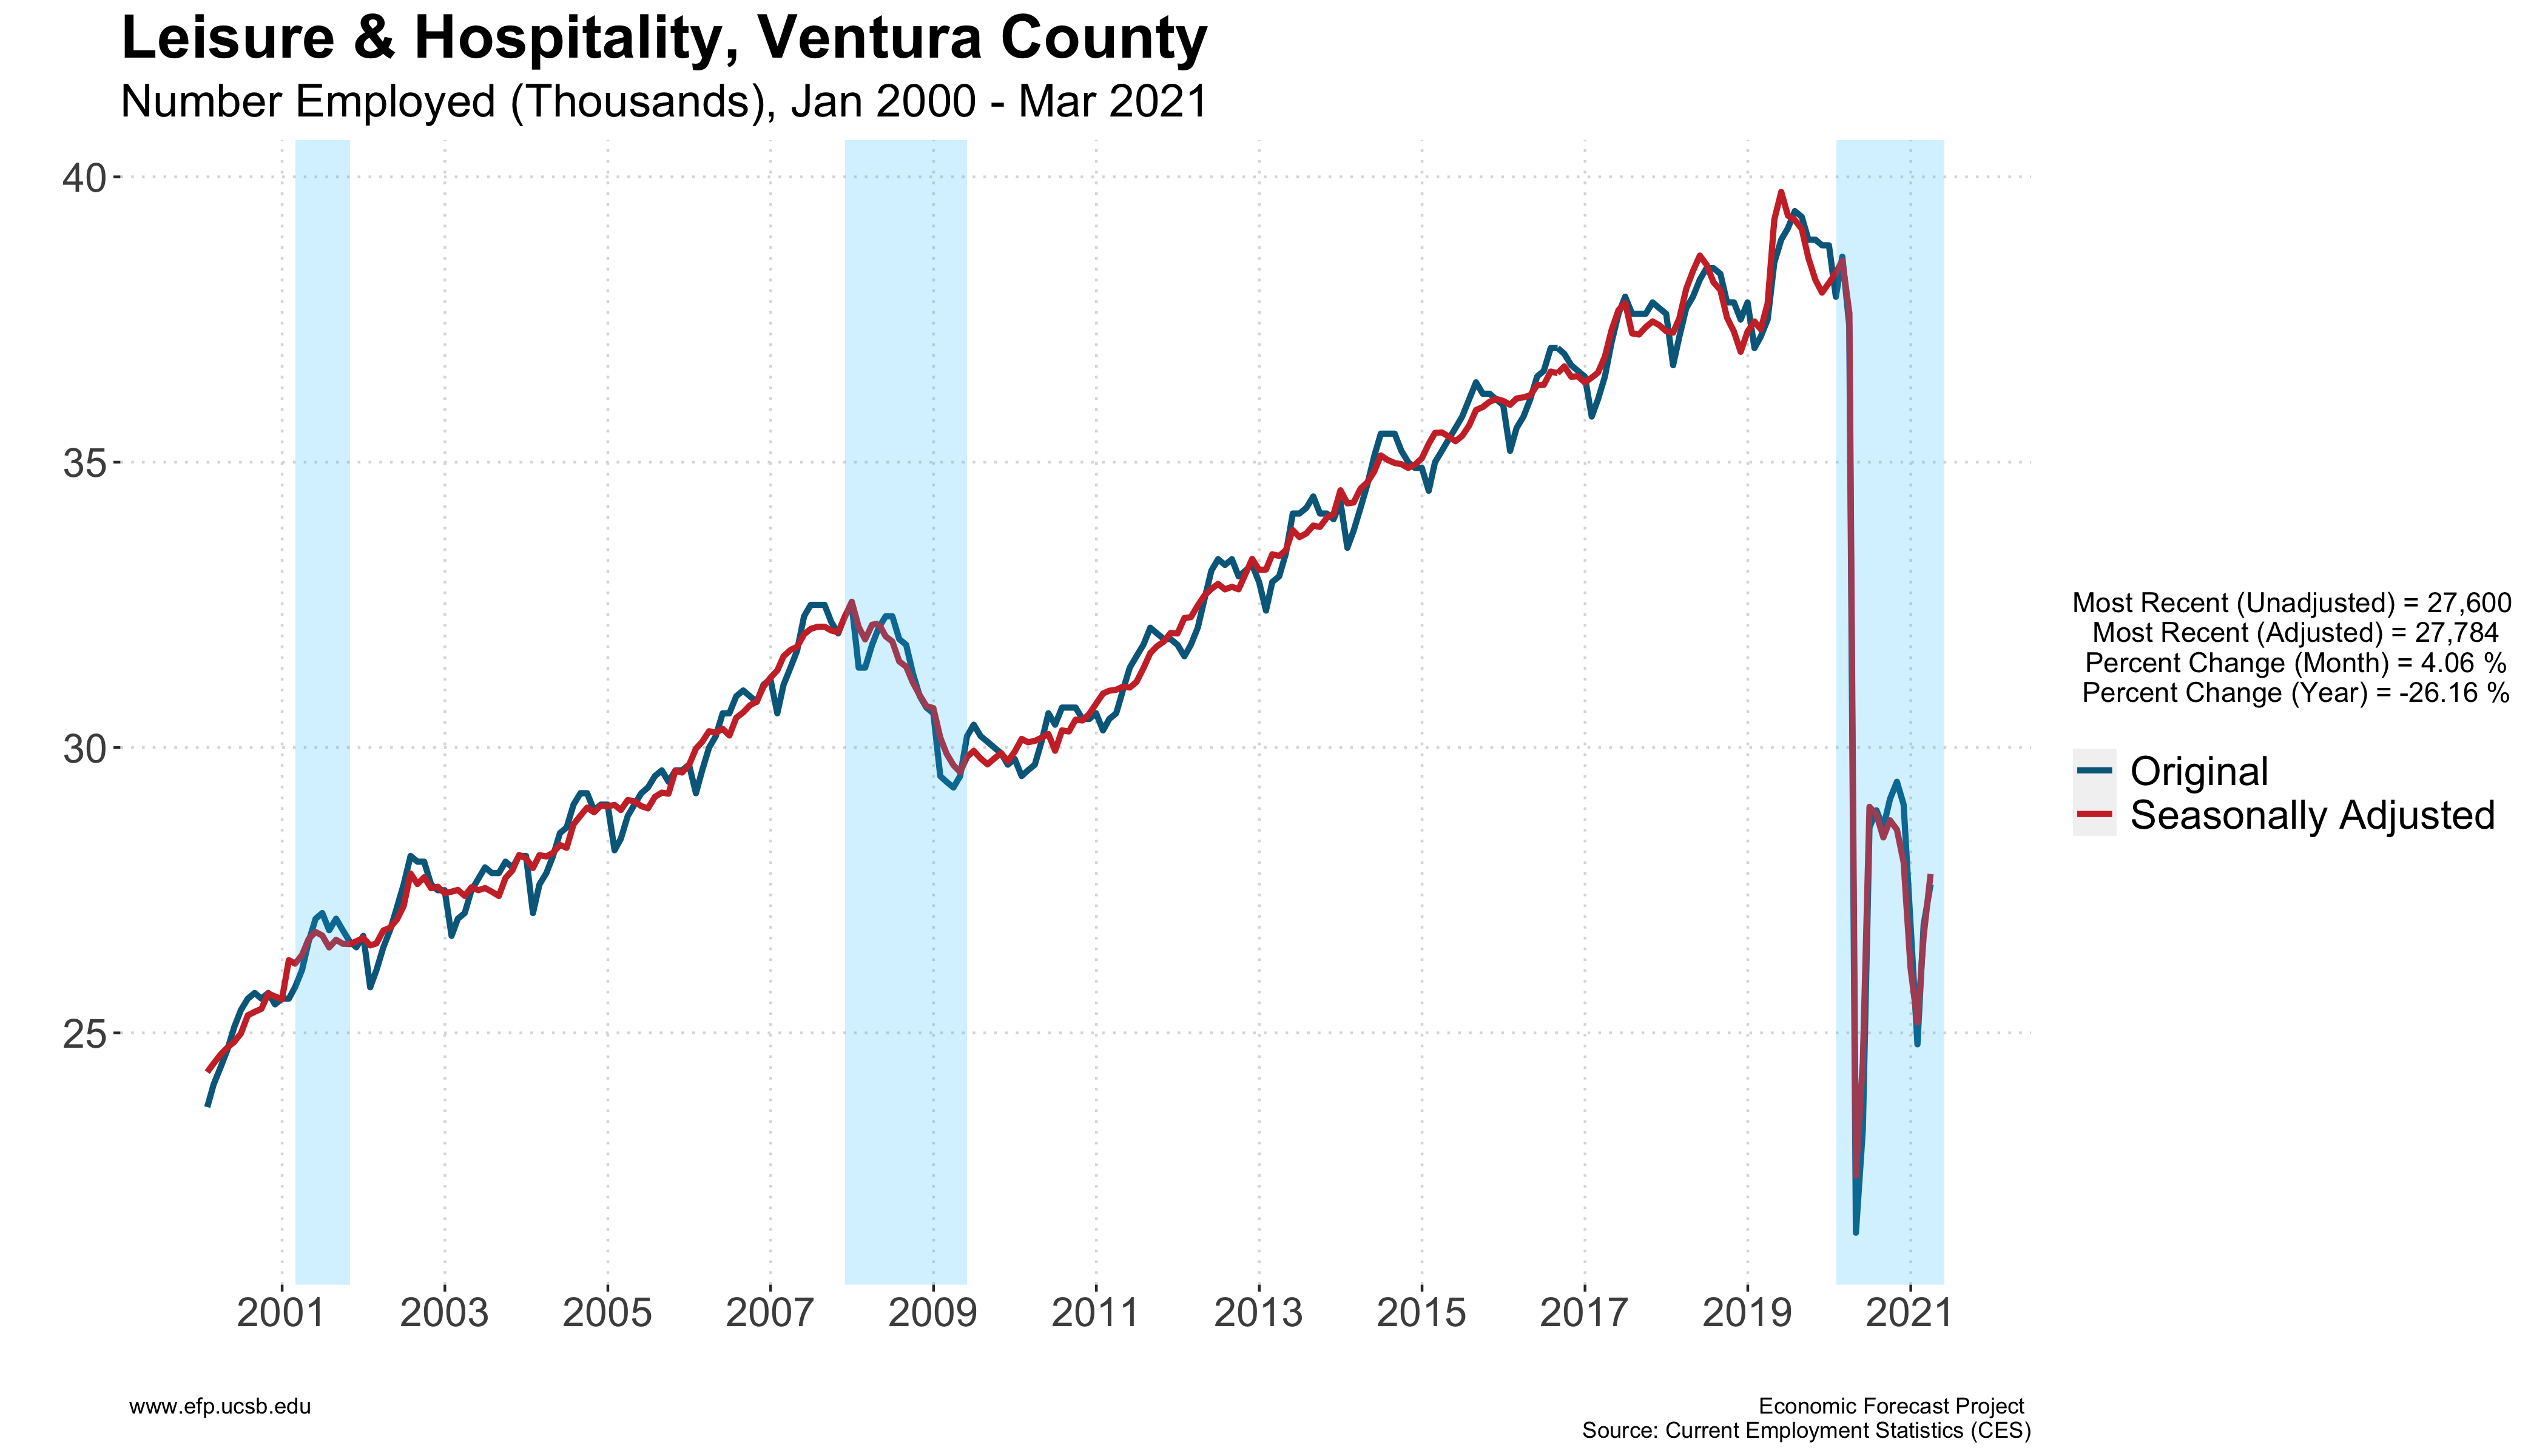 Leisure & Hospitality, Ventura County
Number Employed (Thousands), Jan 2000 - Mar 2021
40
35
30
25
2001 2003 2005 2007 2009 2011 2013 2015 2017 2019 2021
Most Recent (Unadjusted) = 27,600
Most Recent (Adjusted) = 27,784
Percent Change (Month) = 4.06 %
Percent Change (Year) = -26.16 %
Original
Seasonally Adjusted
www.efp.ucsb.edu
Economic Forecast Project
Source: Current Employment Statistics (CES)